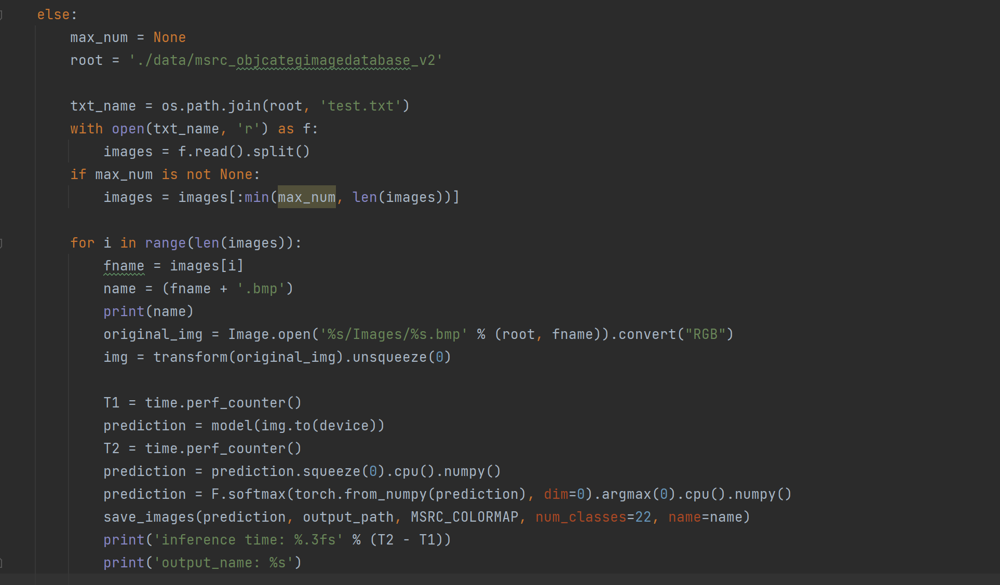 else:
max_num = None
root = './data/msrc_objcategimagedatabase_v2'
txt_name = os.path.join(root, 'test.txt')
with open(txt_name, 'r') as f:
images = f.read().split()
if max_num is not None:
images = images[:min(max_num, len(images))]
for i in range(len(images)):
fname = images[i]
name = (fname + '.bmp')
print(name)
original_img = Image.open('%s/Images/%s.bmp' % (root, fname)).convert("RGB")
img = transform(original_img).unsqueeze(0)
T1 = time.perf_counter()
prediction = model(img.to(device))
T2 = time.perf_counter()
prediction = prediction.squeeze(0).cpu().numpy()
prediction = F.softmax(torch.from_numpy(prediction), dim=0).argmax(0).cpu().numpy()
save_images(prediction, output_path, MSRC_COLORMAP, num_classes=22, name=name)
print('inference time: %.3fs' % (T2 - T1))
print('output_name: %s')